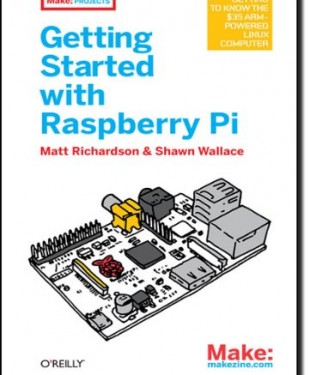 Make: PROJECTS
GETTING
TO KNOW THE
$35 ARM-
POWERED
LINUX
COMPUTER
Getting
Started
with
Raspberry Pi
Matt Richardson & Shawn Wallace
O'REILLY
Make:
makezine.com